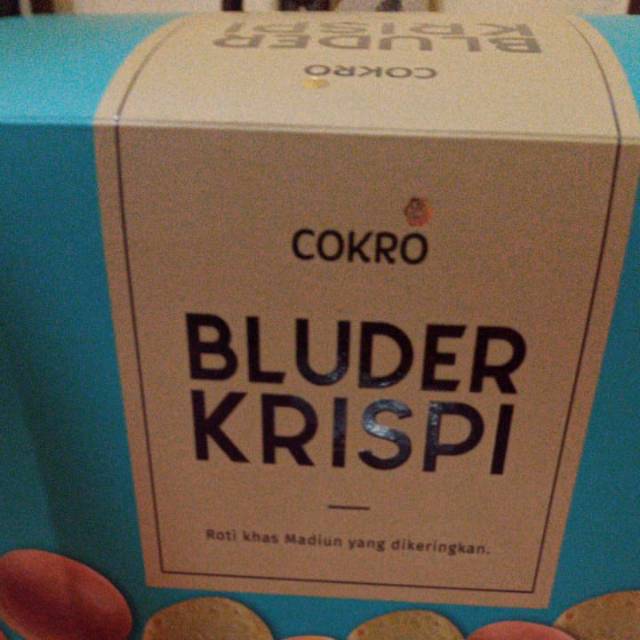 BLUDER
KRISPI
COKRO
COKRO
BLUDER
KRISPI
Roti khas Madiun yang dikeringkan.